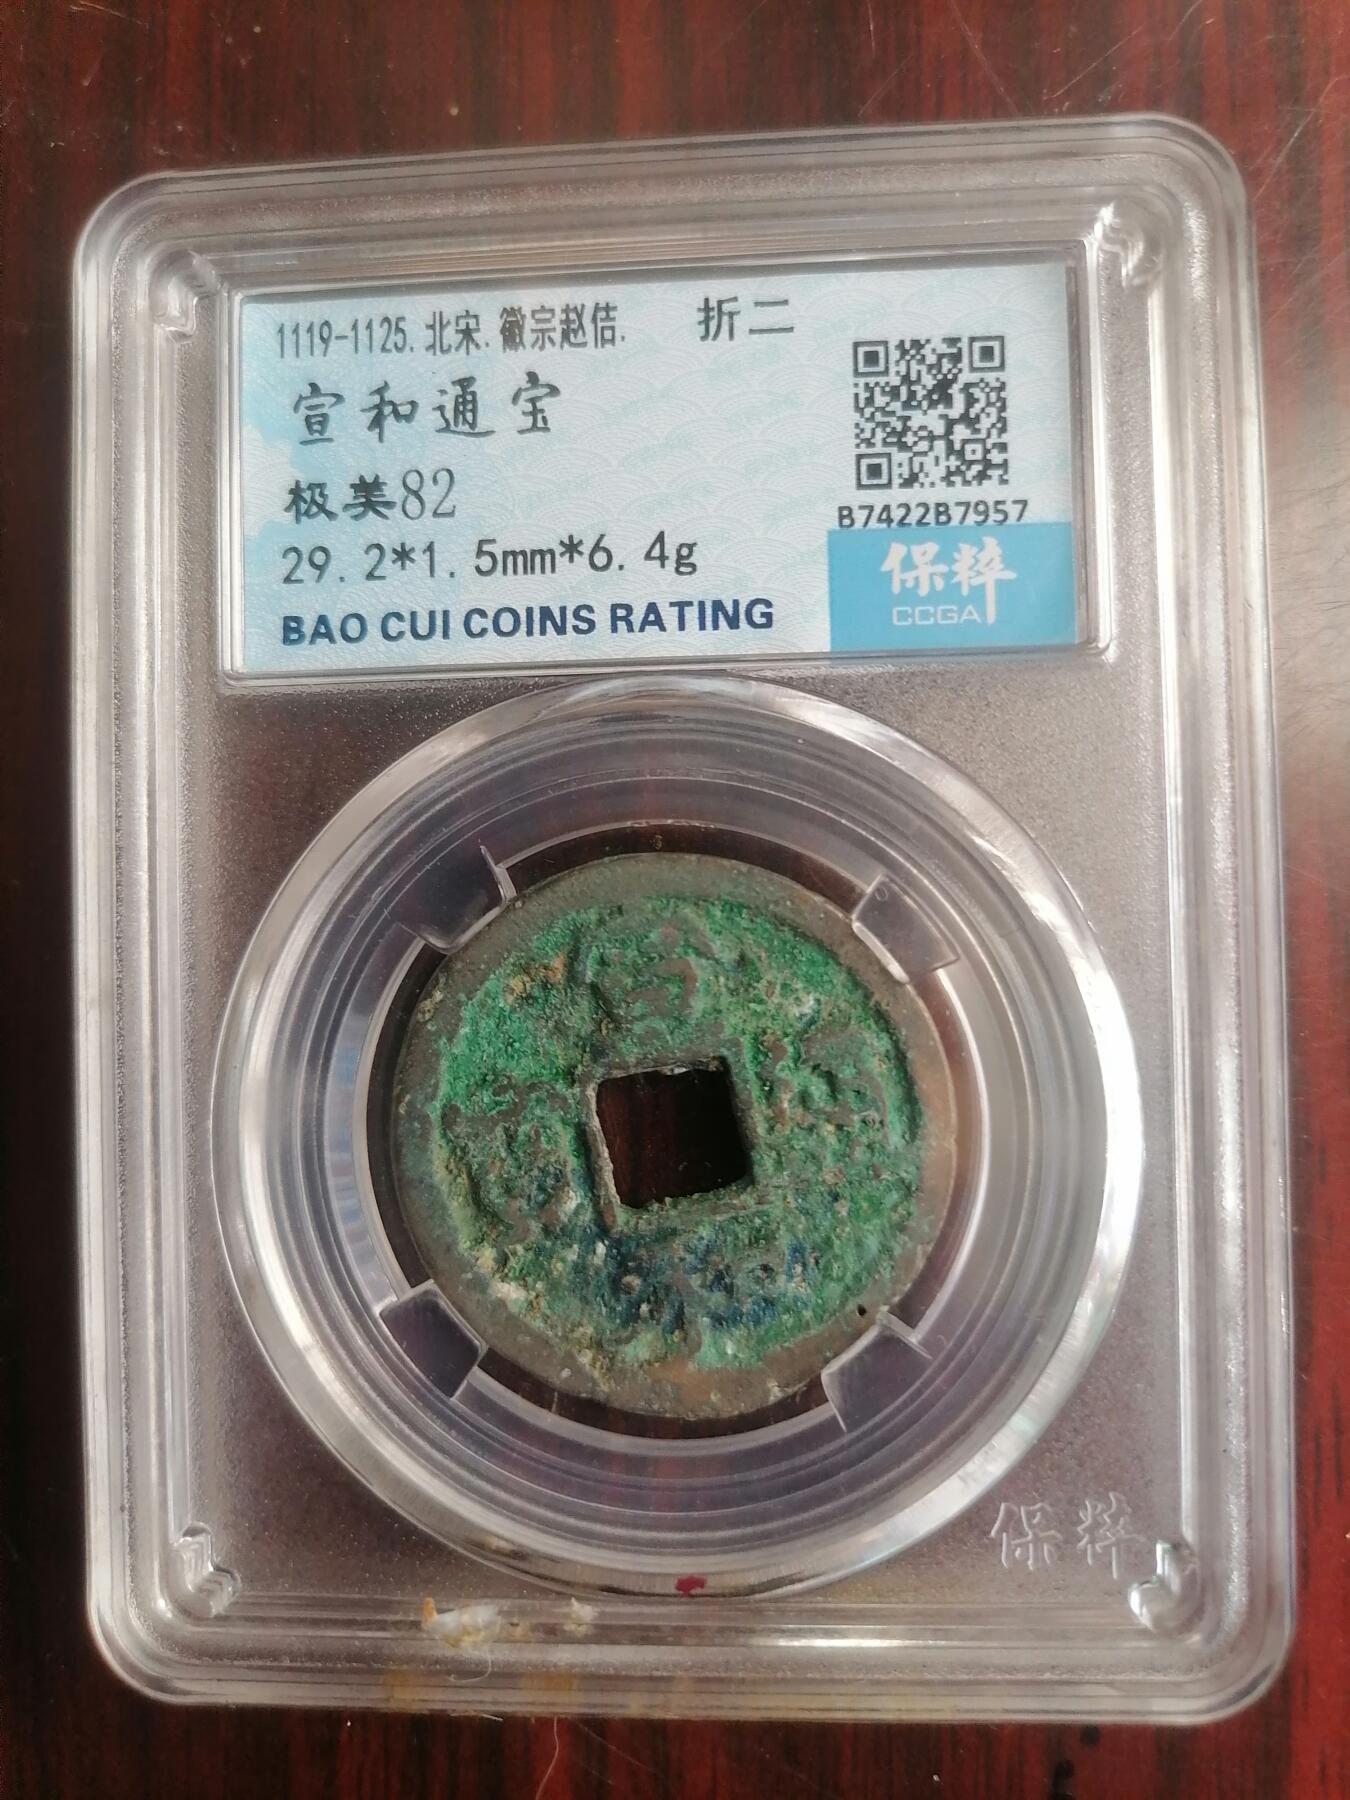 1119-1125.北宋.徽宗赵佶. 折二
宣和通宝
极美82
29.2*1.5mm*6.4g
BAO CUI COINS RATING
B7422B7957
保粹
CCGA
保粹